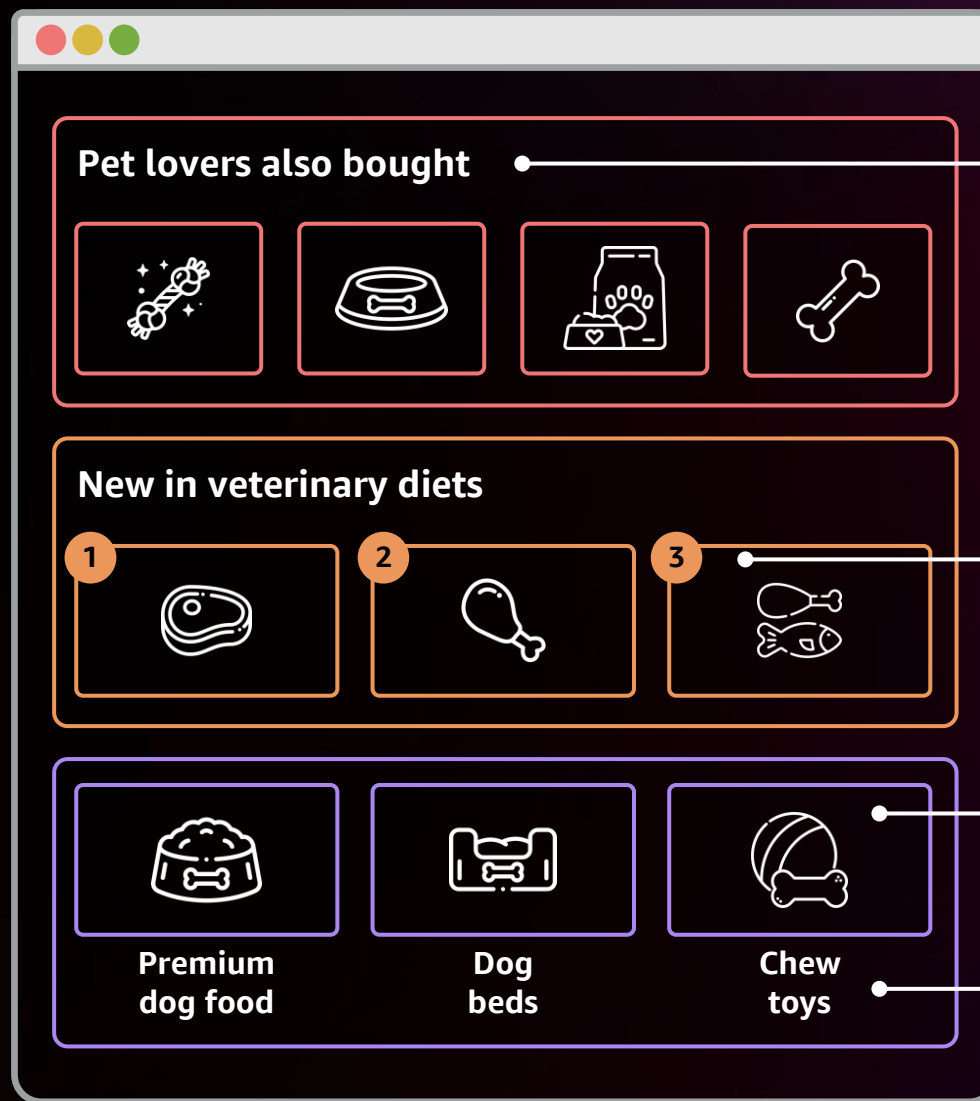 Pet lovers also bought
New in veterinary diets
1
2
3
Premium
dog food
Dog
beds
Chew
toys